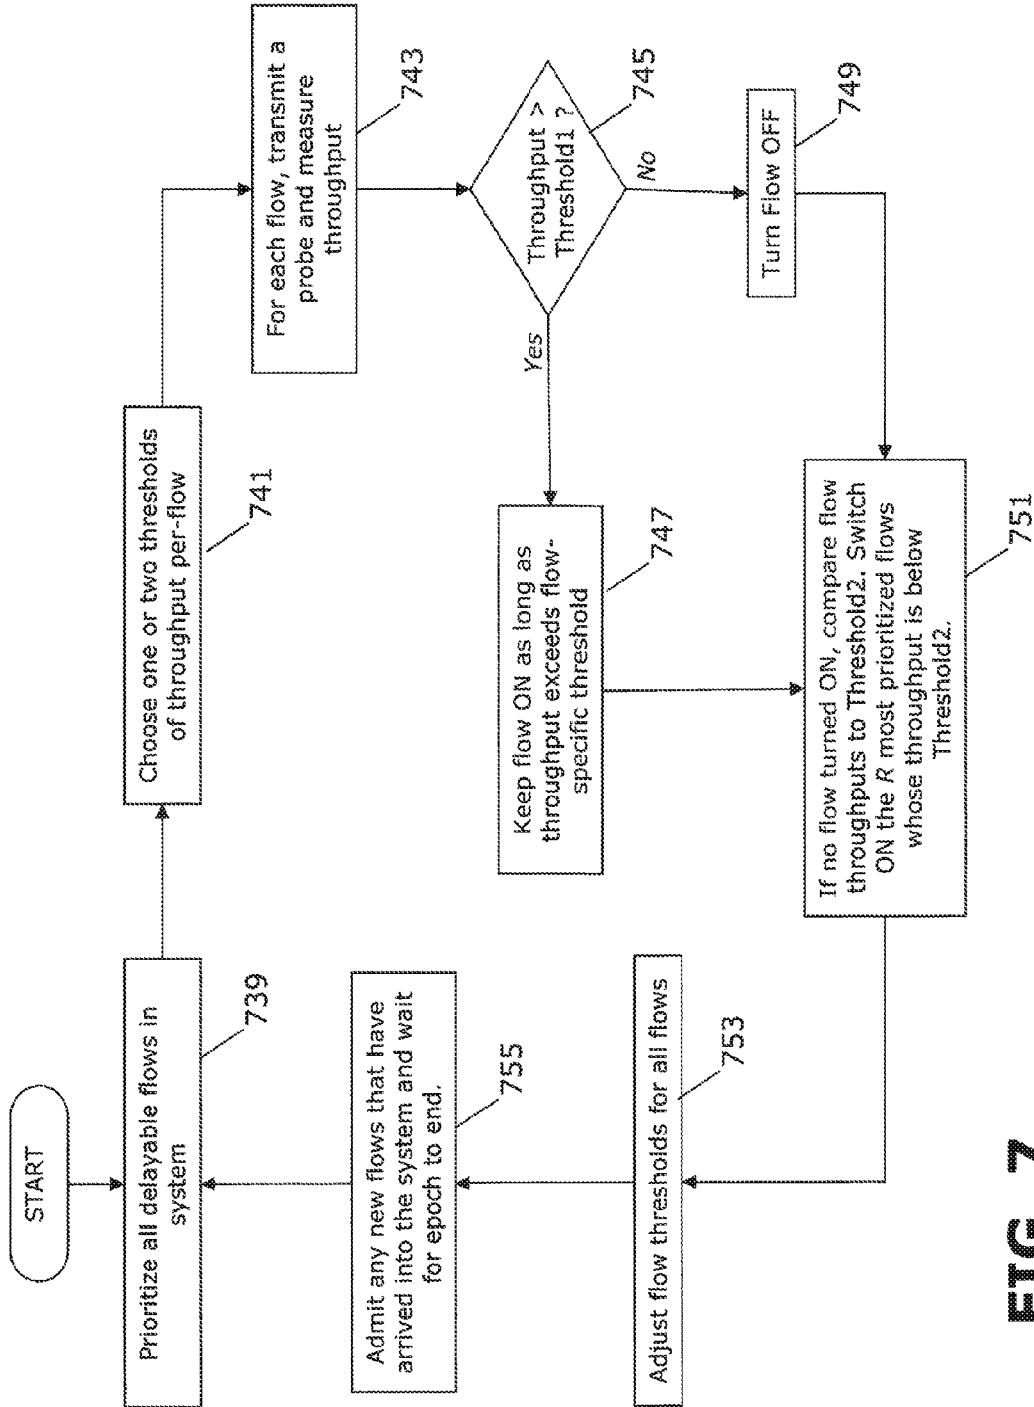 START
Prioritize all delayable flows in
system
739
Choose one or two thresholds
of throughput per-flow
741
For each flow, transmit a
probe and measure
throughput
743
Throughput >
Threshold1 ?
745
Yes
No
Keep flow ON as long as
throughput exceeds flow-
specific threshold
747
Turn Flow OFF
749
If no flow turned ON, compare flow
throughputs to Threshold2. Switch
ON the R most prioritized flows
whose throughput is below
Threshold2.
751
Adjust flow thresholds for all flows
753
Admit any new flows that have
arrived into the system and wait
for epoch to end.
755
FIG 7